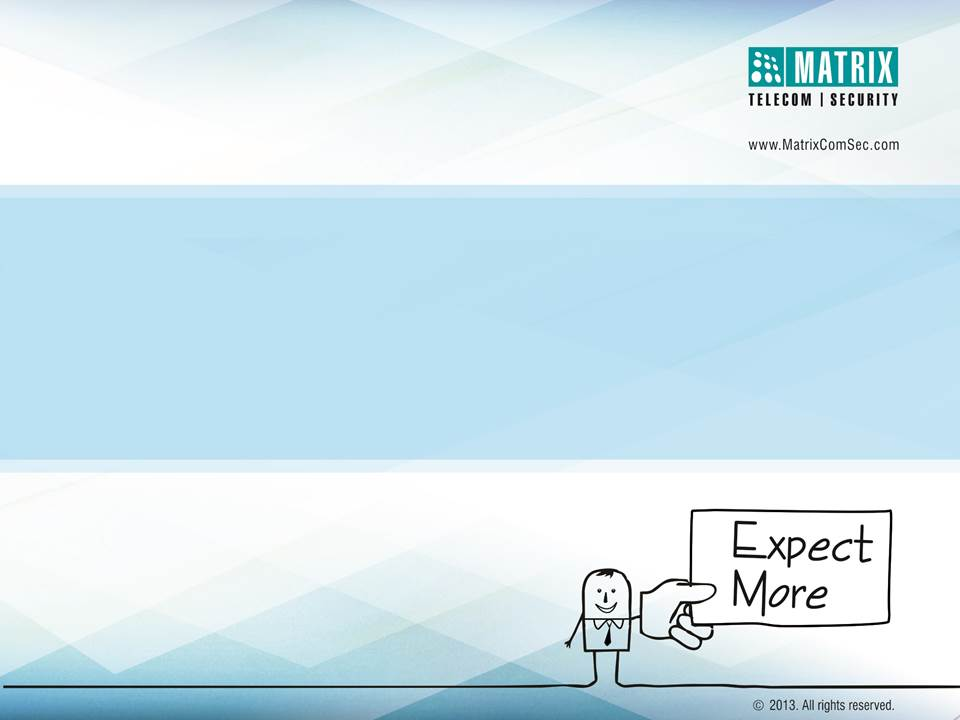 MATRIX
TELECOM | SECURITY
www.MatrixComSec.com
Expect
More
© 2013. All rights reserved.